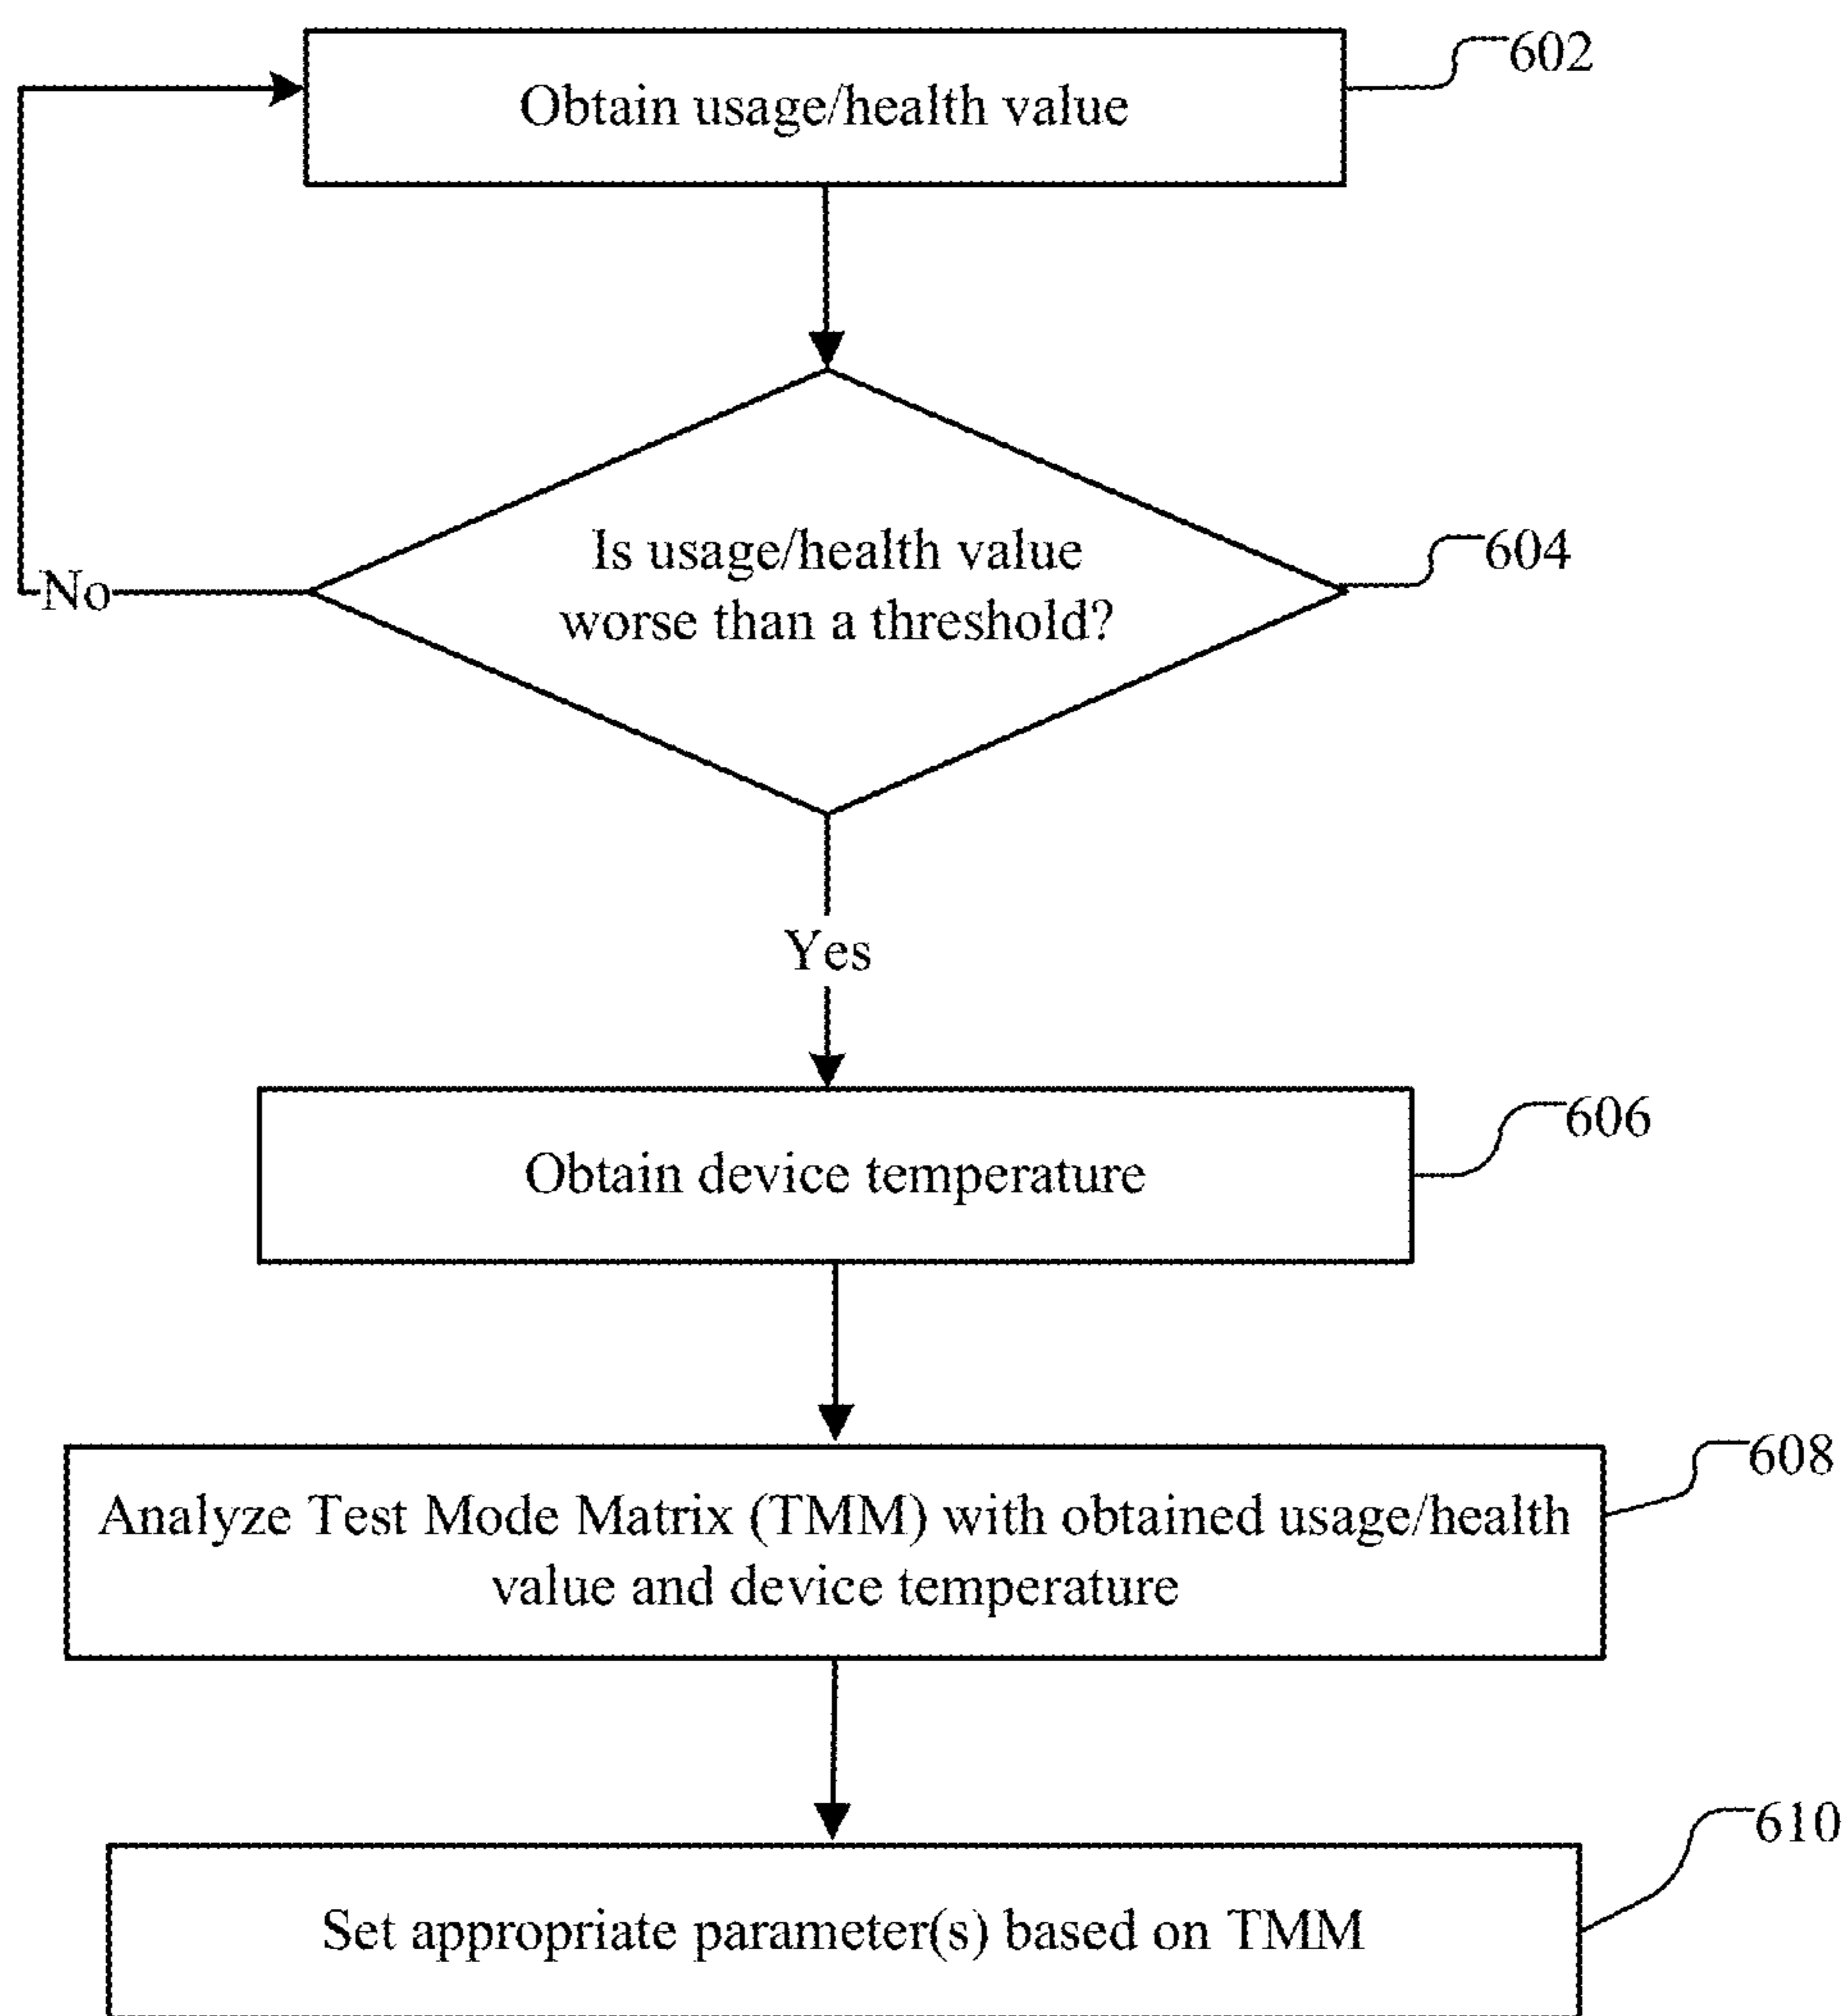 602
Obtain usage/health value
604
Is usage/health value
worse than a threshold?
No
Yes
606
Obtain device temperature
608
Analyze Test Mode Matrix (TMM) with obtained usage/health
value and device temperature
610
Set appropriate parameter(s) based on TMM